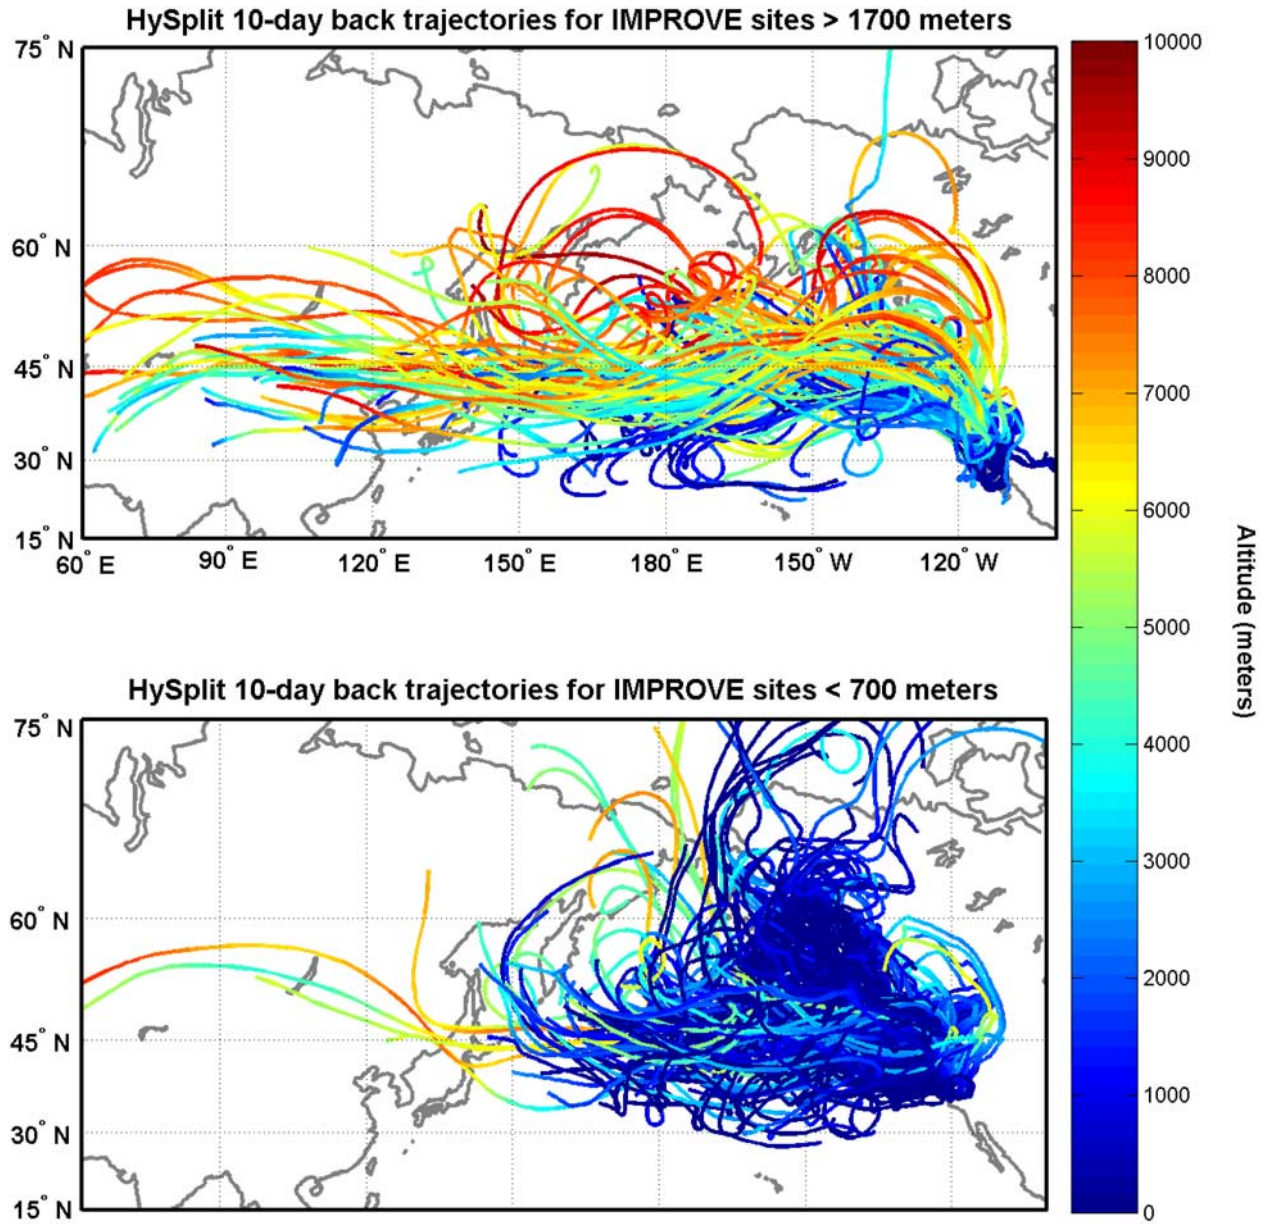 HySplit 10-day back trajectories for IMPROVE sites > 1700 meters
75° N
60° N
45° N
30° N
15° N
60° E 90° E 120° E 150° E 180° E 150° W 120° W
HySplit 10-day back trajectories for IMPROVE sites < 700 meters
75° N
60° N
45° N
30° N
15° N
10000
9000
8000
7000
6000
5000
4000
3000
2000
1000
0
Altitude (meters)